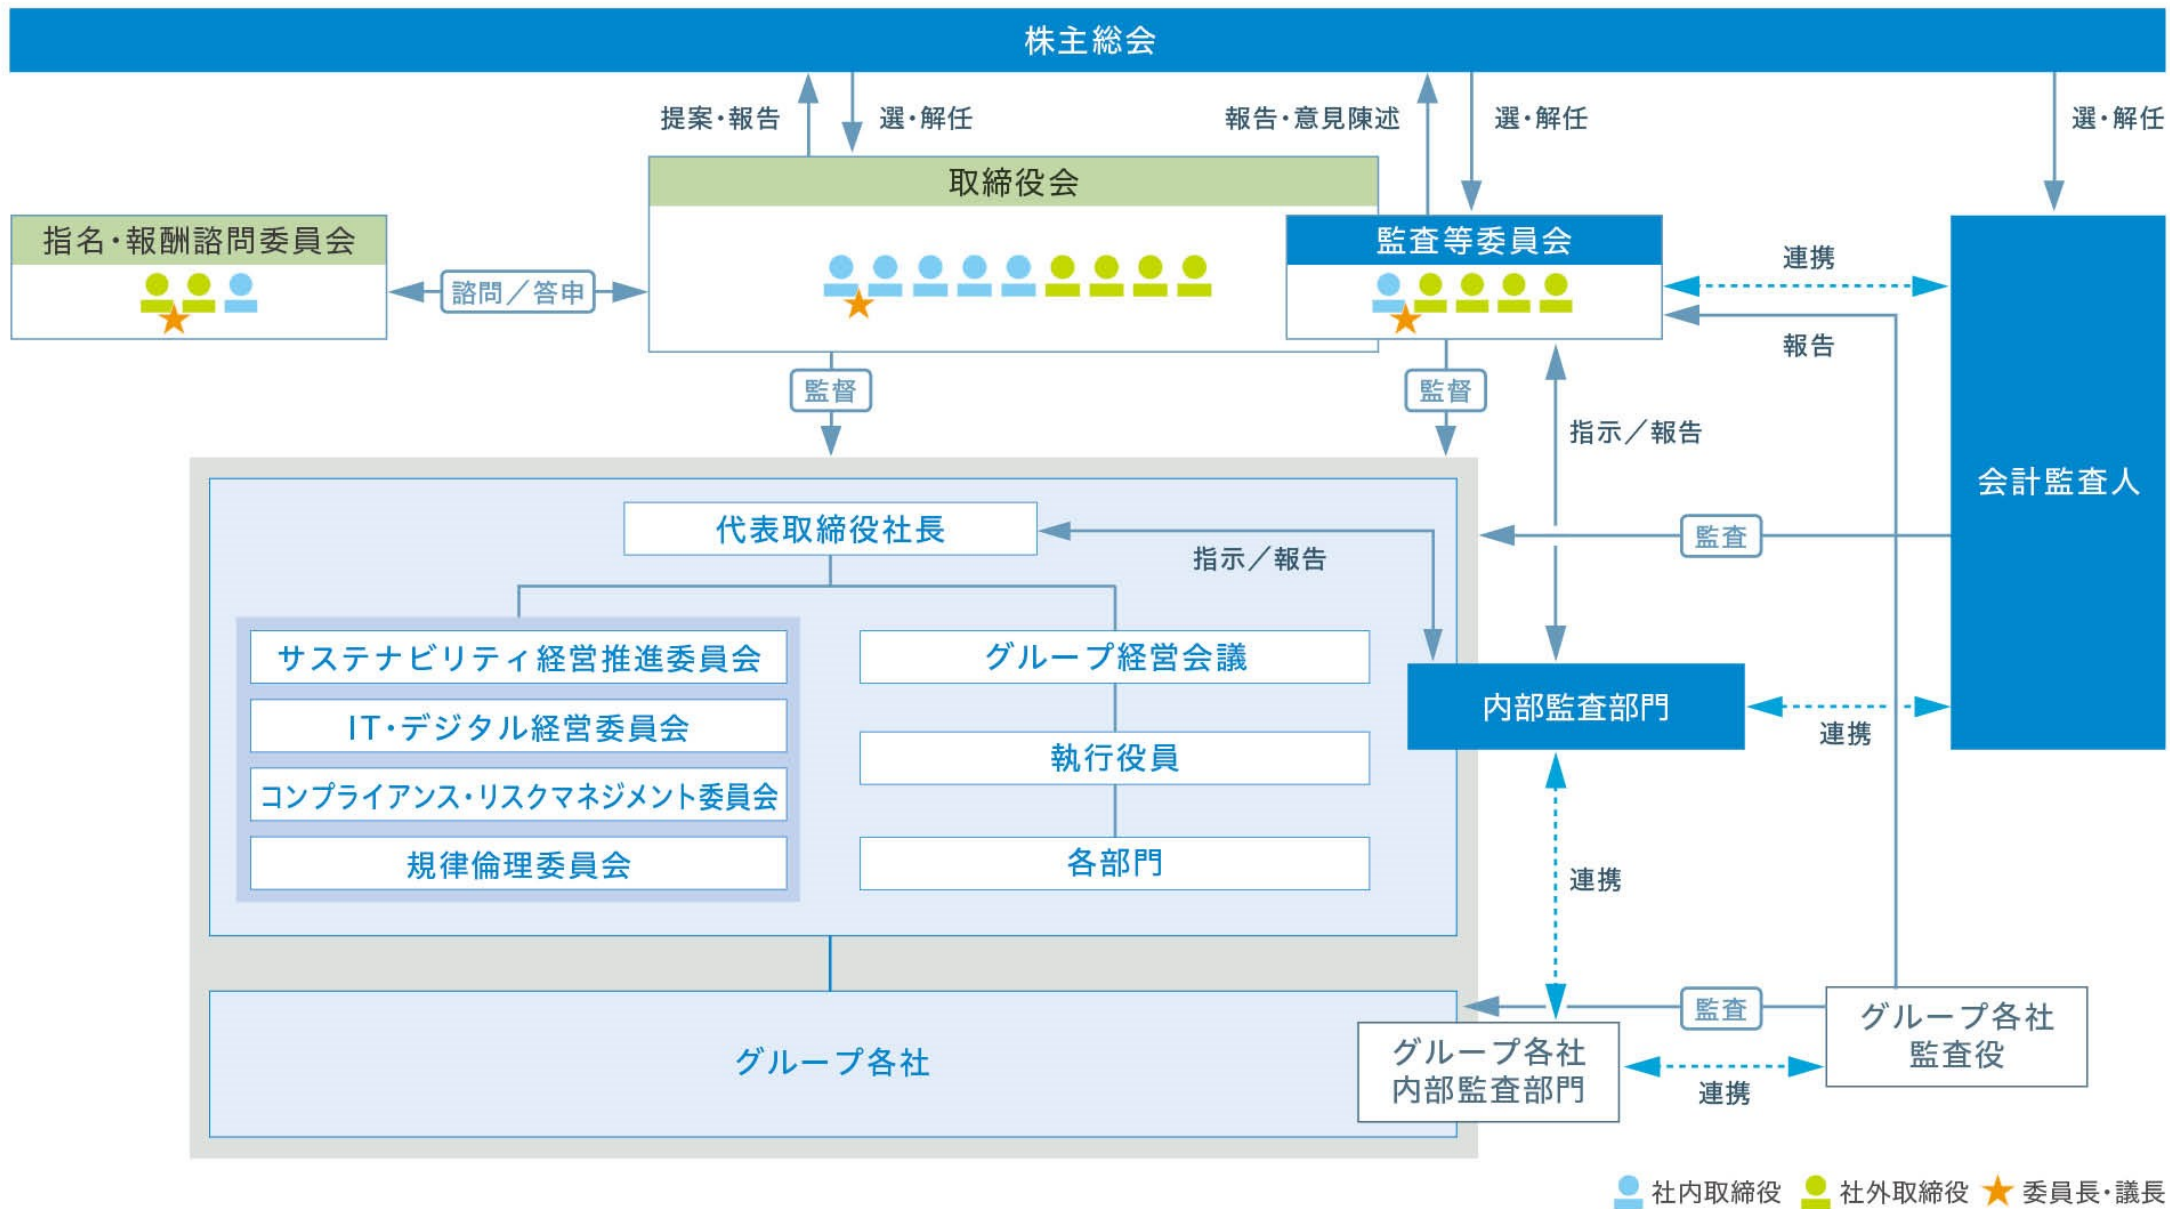 株主総会
提案・報告
選・解任
報告・意見陳述
選・解任
選・解任
取締役会
指名・報酬諮問委員会
監査等委員会
諮問／答申
連携
報告
監督
監督
指示／報告
会計監査人
代表取締役社長
指示／報告
監査
サステナビリティ経営推進委員会
グループ経営会議
IT・デジタル経営委員会
内部監査部門
連携
執行役員
コンプライアンス・リスクマネジメント委員会
規律倫理委員会
各部門
連携
監査
グループ各社
監査役
グループ各社
グループ各社
内部監査部門
連携
社内取締役
社外取締役
委員長・議長